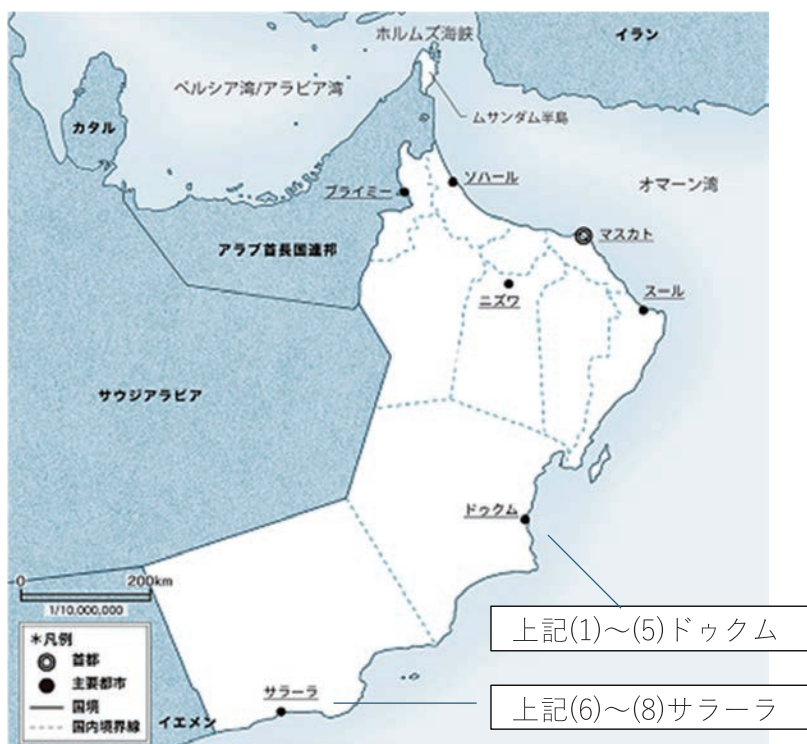 ホルムズ海峡
イラン
ペルシア湾/アラビア湾
ムサンダム半島
カタル
ブライミー
ソハール
オマーン湾
アラブ首長国連邦
マスカト
ニズワ
スール
サウジアラビア
ドゥクム
0 200km
1/10,000,000
上記(1)～(5)ドゥクム
*凡例
首都
主要都市
国境
国内境界線
イエメン
サラーラ
上記(6)～(8)サラーラ